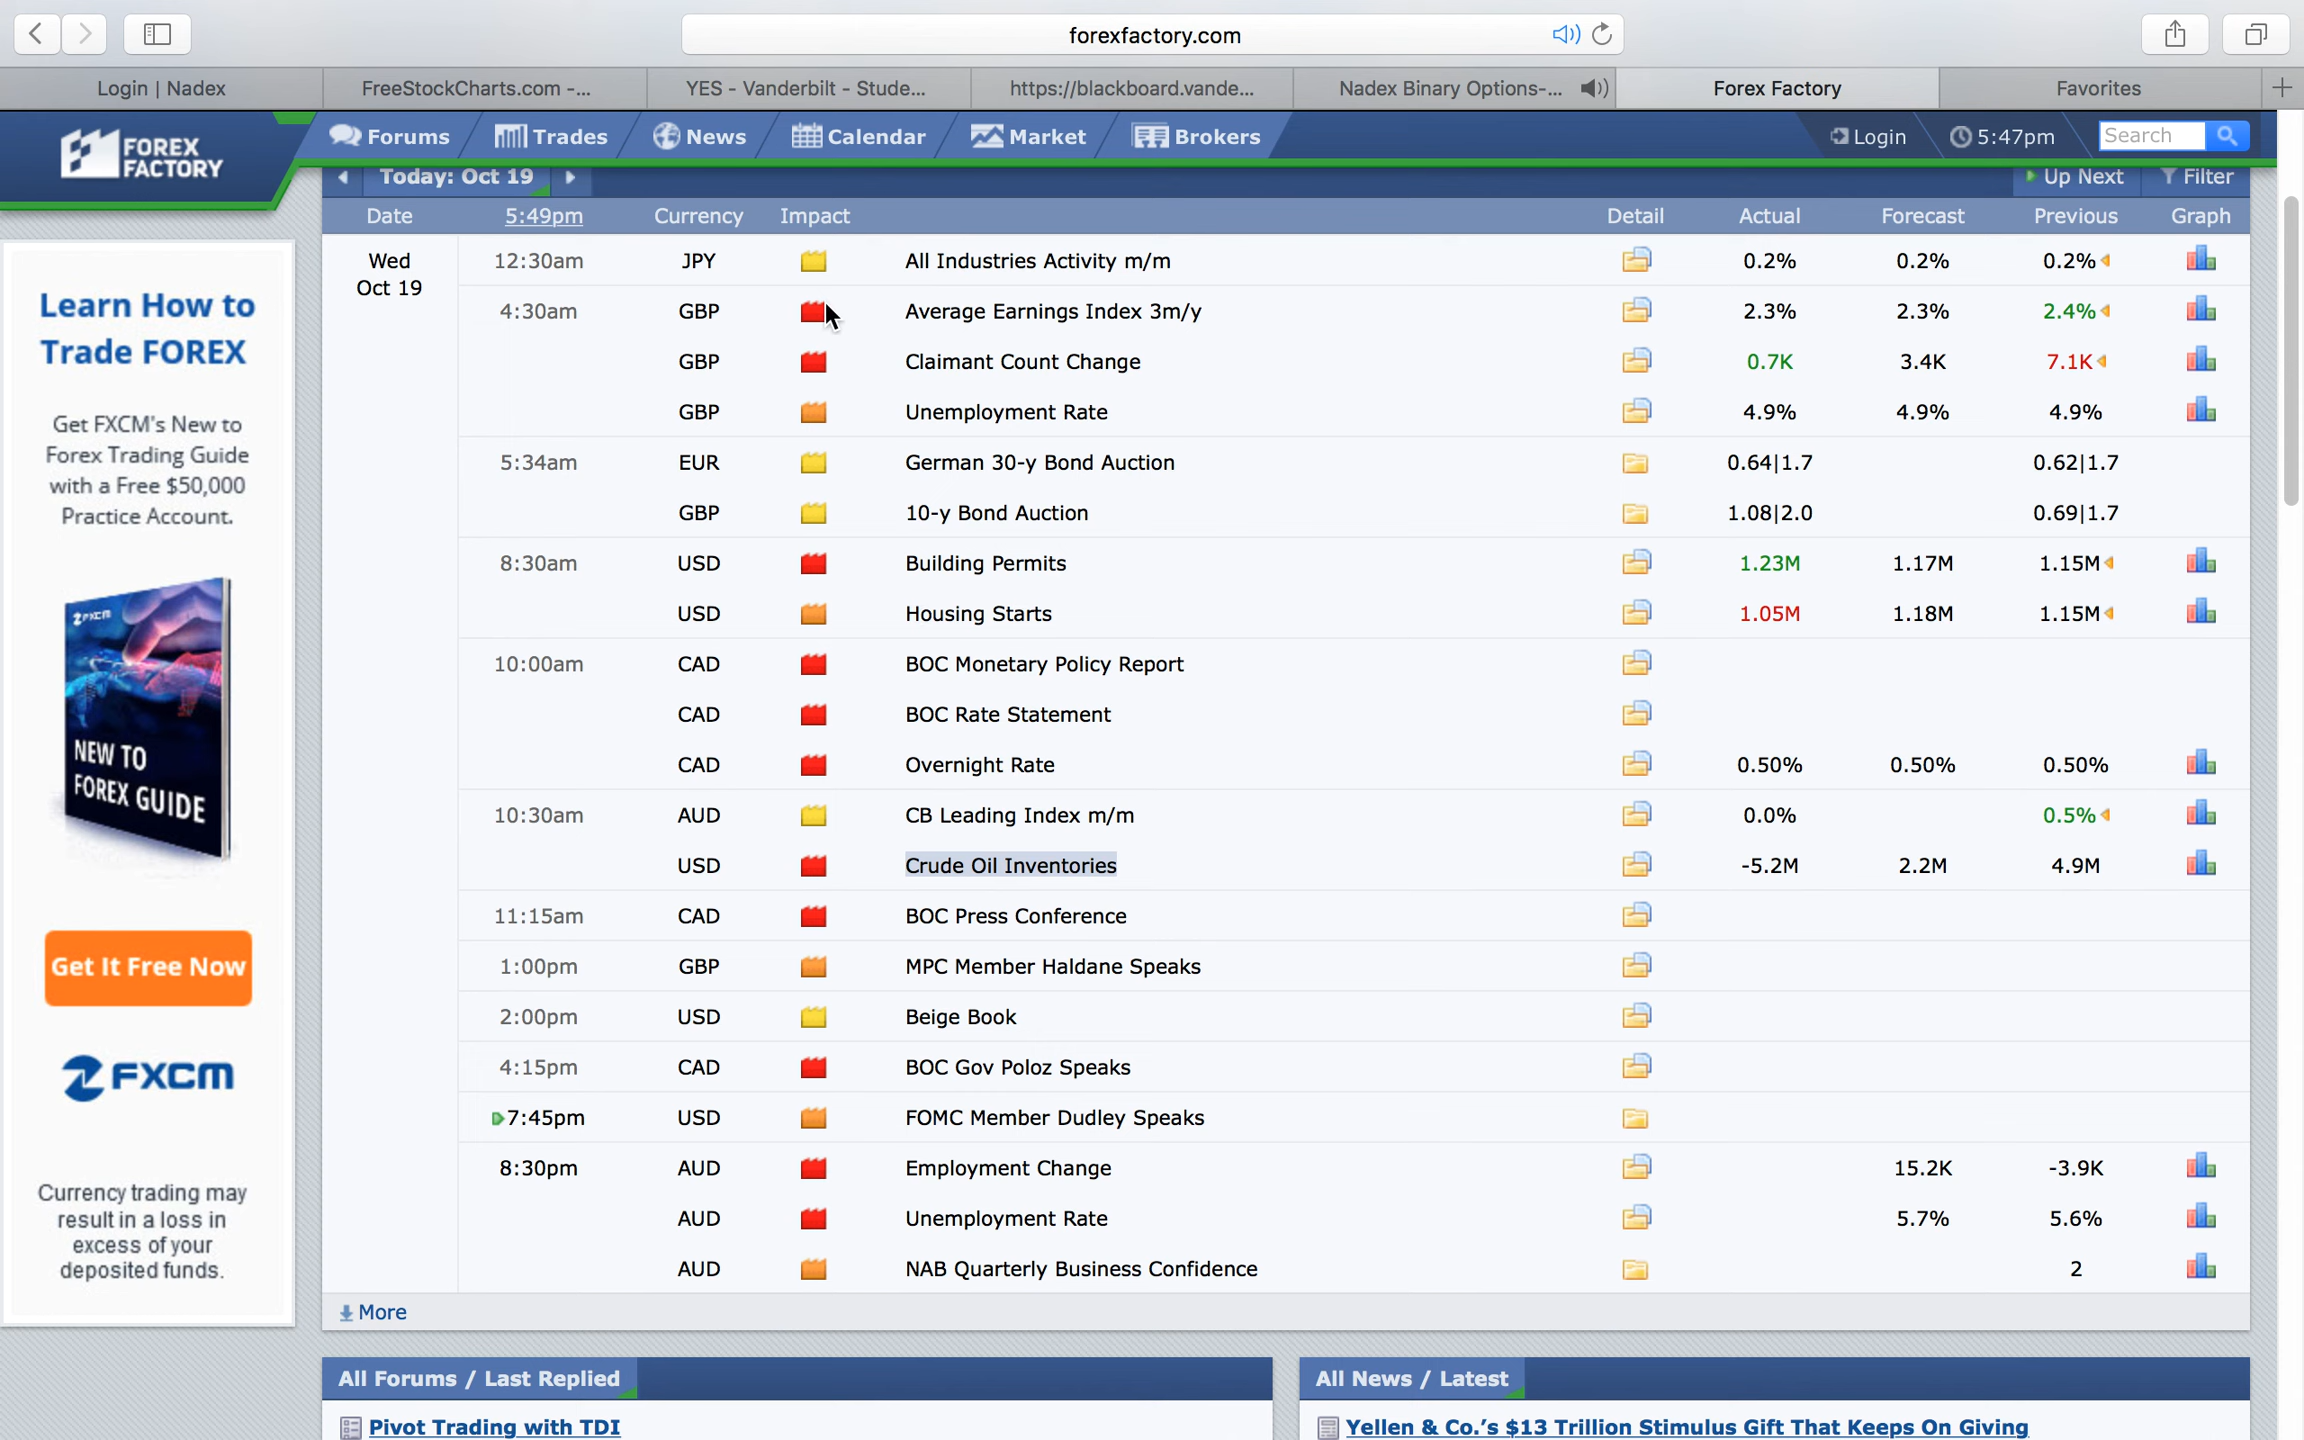 forexfactory.com
Login | Nadex
FreeStockCharts.com -...
YES - Vanderbilt - Stude...
https://blackboard.vande...
Nadex Binary Options-...
Forex Factory
Favorites
FOREX
FACTORY
Forums
Trades
News
Calendar
Market
Brokers
Login
5:47pm
Search
Today: Oct 19
Up Next
Filter
Date 5:49pm Currency Impact Detail Actual Forecast Previous Graph
Wed 12:30am JPY All Industries Activity m/m 0.2% 0.2% 0.2%
Oct 19
4:30am GBP Average Earnings Index 3m/y 2.3% 2.3% 2.4%
GBP Claimant Count Change 0.7K 3.4K 7.1K
GBP Unemployment Rate 4.9% 4.9% 4.9%
5:34am EUR German 30-y Bond Auction 0.64|1.7 0.62|1.7
GBP 10-y Bond Auction 1.08|2.0 0.69|1.7
8:30am USD Building Permits 1.23M 1.17M 1.15M
USD Housing Starts 1.05M 1.18M 1.15M
10:00am CAD BOC Monetary Policy Report
CAD BOC Rate Statement
CAD Overnight Rate 0.50% 0.50% 0.50%
10:30am AUD CB Leading Index m/m 0.0% 0.5%
USD Crude Oil Inventories -5.2M 2.2M 4.9M
11:15am CAD BOC Press Conference
1:00pm GBP MPC Member Haldane Speaks
2:00pm USD Beige Book
4:15pm CAD BOC Gov Poloz Speaks
7:45pm USD FOMC Member Dudley Speaks
8:30pm AUD Employment Change 15.2K -3.9K
AUD Unemployment Rate 5.7% 5.6%
AUD NAB Quarterly Business Confidence 2
More
Learn How to
Trade FOREX
Get FXCM's New to
Forex Trading Guide
with a Free $50,000
Practice Account.
FXCM
NEW TO
FOREX GUIDE
Get It Free Now
FXCM
Currency trading may
result in a loss in
excess of your
deposited funds.
All Forums / Last Replied
Pivot Trading with TDI
All News / Latest
Yellen & Co.'s $13 Trillion Stimulus Gift That Keeps On Giving